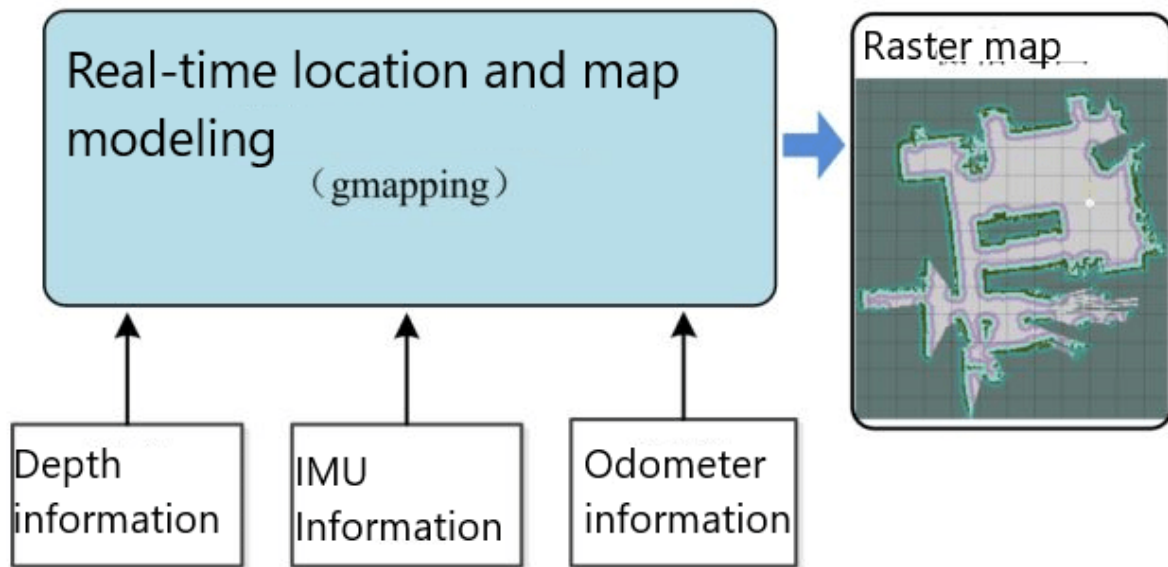 Real-time location and map
modeling
（gmapping）
Raster map
Depth
information
IMU
Information
Odometer
information